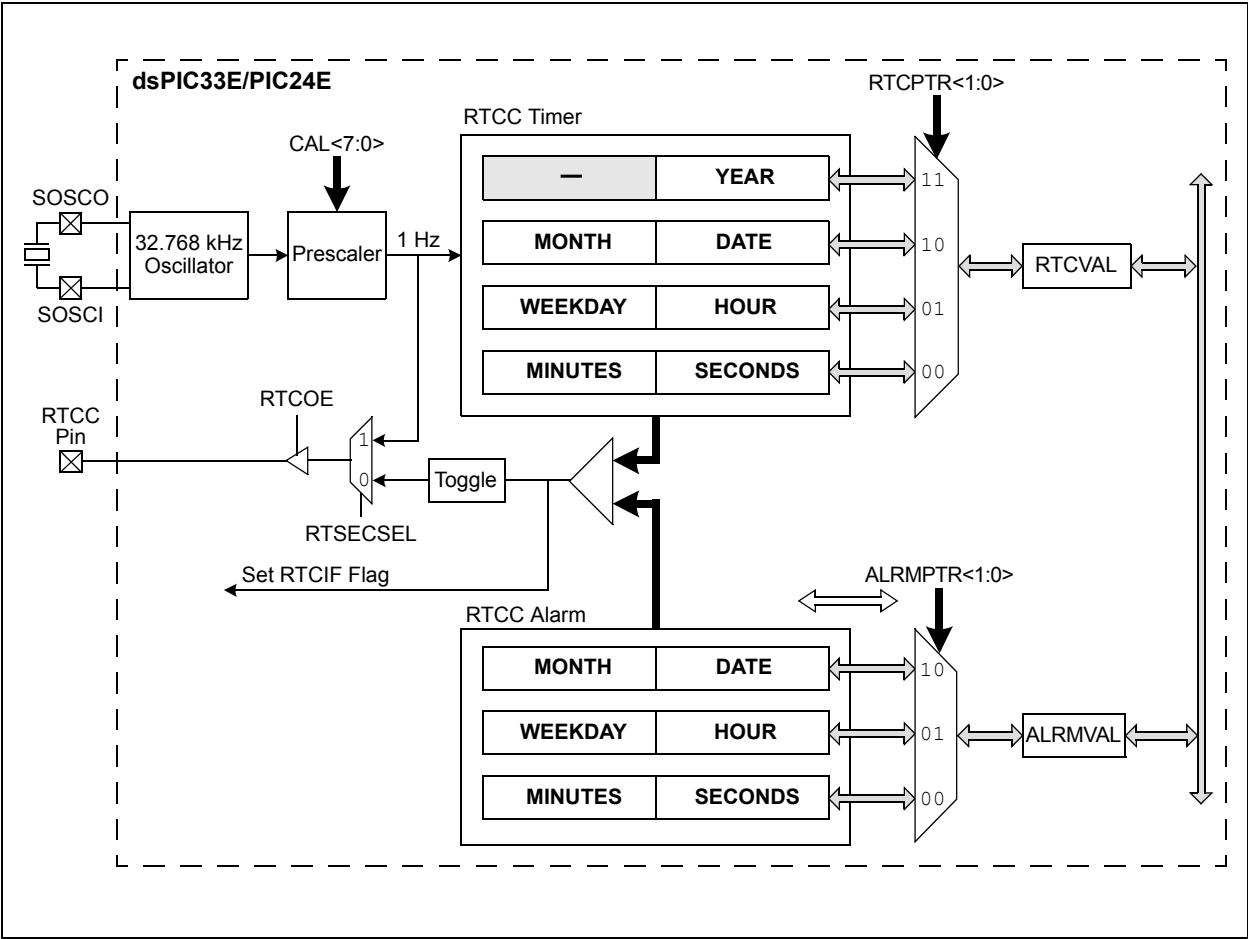 dsPIC33E/PIC24E
RTCPTR<1:0>
RTCC Timer
CAL<7:0>
— YEAR
11
SOSCO
32.768 kHz
Oscillator
Prescaler
1 Hz
MONTH DATE
10
RTCVAL
SOSCI
WEEKDAY HOUR
01
MINUTES SECONDS
00
RTCOE
RTCC
Pin
1
0
Toggle
RTSECSEL
Set RTCIF Flag
ALRMPTR<1:0>
RTCC Alarm
MONTH DATE
10
WEEKDAY HOUR
01
ALRMVAL
MINUTES SECONDS
00